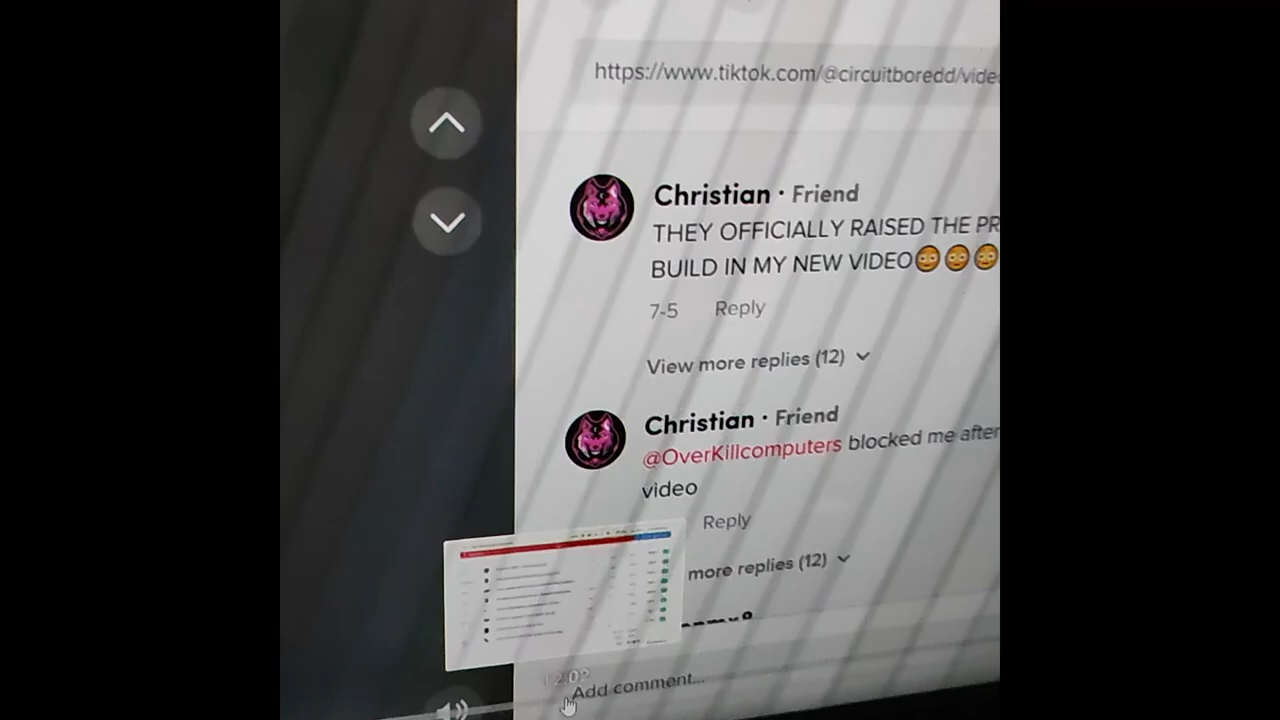 https://www.tiktok.com/@circuitboredd/vide
Christian · Friend
THEY OFFICIALLY RAISED THE PR
BUILD IN MY NEW VIDEO😳😳😳
7-5 Reply
View more replies (12)
Christian · Friend
@OverKillcomputers blocked me after
video
Reply
more replies (12)
Add comment...